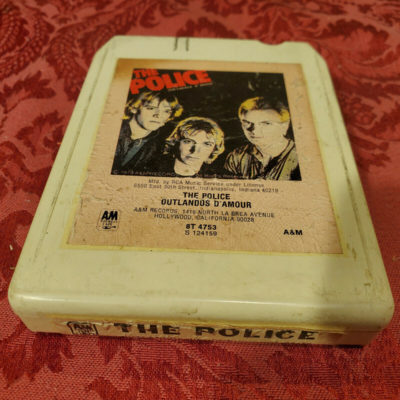 THE
POLICE
Mfd. by RCA Music Service under License
6550 East 30th Street, Indianapolis, Indiana 46219
THE POLICE
OUTLANDOS D'AMOUR
A&M RECORDS, 1416 NORTH LA BREA AVENUE
HOLLYWOOD, CALIFORNIA 90028
AM
8T 4753
S 124159
A&M
THE POLICE